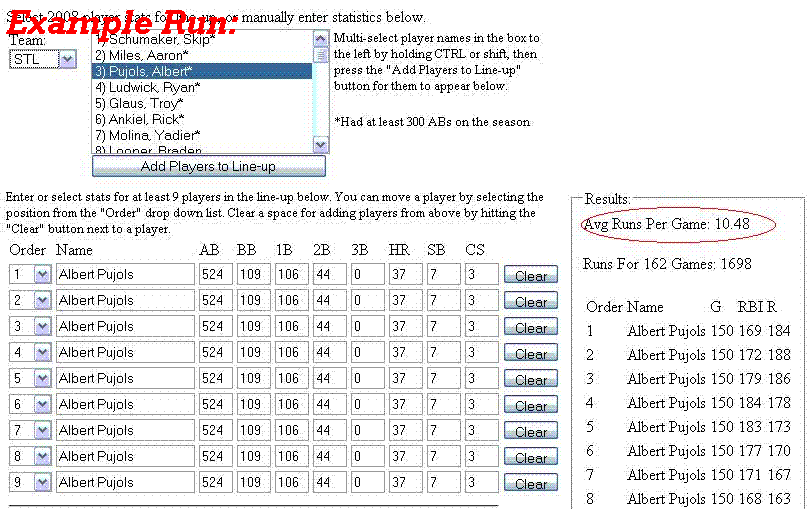 Select 2008 player stats for line-up, or manually enter statistics below.
Example Run:
Team:
STL
1) Schumaker, Skip*
2) Miles, Aaron*
3) Pujols, Albert*
4) Ludwick, Ryan*
5) Glaus, Troy*
6) Ankiel, Rick*
7) Molina, Yadier*
8) Looper, Braden
Add Players to Line-up
Multi-select player names in the box to
the left by holding CTRL or shift, then
press the "Add Players to Line-up"
button for them to appear below.
*Had at least 300 ABs on the season
Enter or select stats for at least 9 players in the line-up below. You can move a player by selecting the
position from the "Order" drop down list. Clear a space for adding players from above by hitting the
"Clear" button next to a player.
Order Name AB BB 1B 2B 3B HR SB CS
1 Albert Pujols 524 109 106 44 0 37 7 3 Clear
2 Albert Pujols 524 109 106 44 0 37 7 3 Clear
3 Albert Pujols 524 109 106 44 0 37 7 3 Clear
4 Albert Pujols 524 109 106 44 0 37 7 3 Clear
5 Albert Pujols 524 109 106 44 0 37 7 3 Clear
6 Albert Pujols 524 109 106 44 0 37 7 3 Clear
7 Albert Pujols 524 109 106 44 0 37 7 3 Clear
8 Albert Pujols 524 109 106 44 0 37 7 3 Clear
9 Albert Pujols 524 109 106 44 0 37 7 3 Clear
Results:
Avg Runs Per Game: 10.48
Runs For 162 Games: 1698
Order Name G RBI R
1 Albert Pujols 150 169 184
2 Albert Pujols 150 172 188
3 Albert Pujols 150 179 186
4 Albert Pujols 150 184 178
5 Albert Pujols 150 183 173
6 Albert Pujols 150 177 170
7 Albert Pujols 150 171 167
8 Albert Pujols 150 168 163